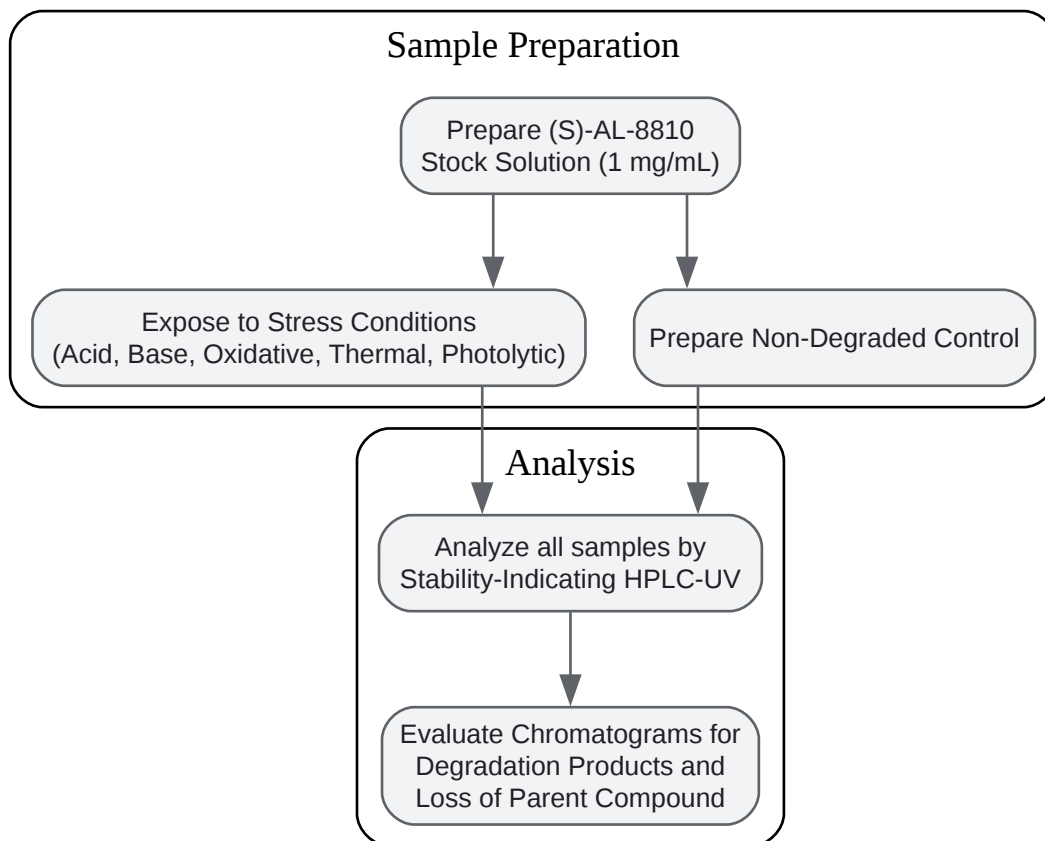 Sample Preparation
Prepare (S)-AL-8810
Stock Solution (1 mg/mL)
Expose to Stress Conditions
(Acid, Base, Oxidative, Thermal, Photolytic)
Prepare Non-Degraded Control
Analysis
Analyze all samples by
Stability-Indicating HPLC-UV
Evaluate Chromatograms for
Degradation Products and
Loss of Parent Compound